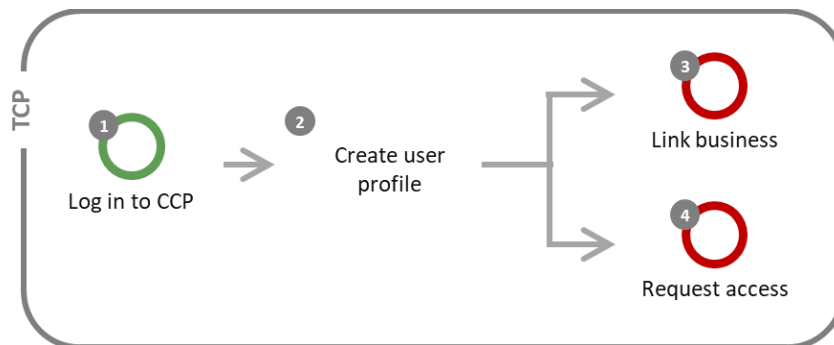 TCP
1
Log in to CCP
2
Create user
profile
3
Link business
4
Request access